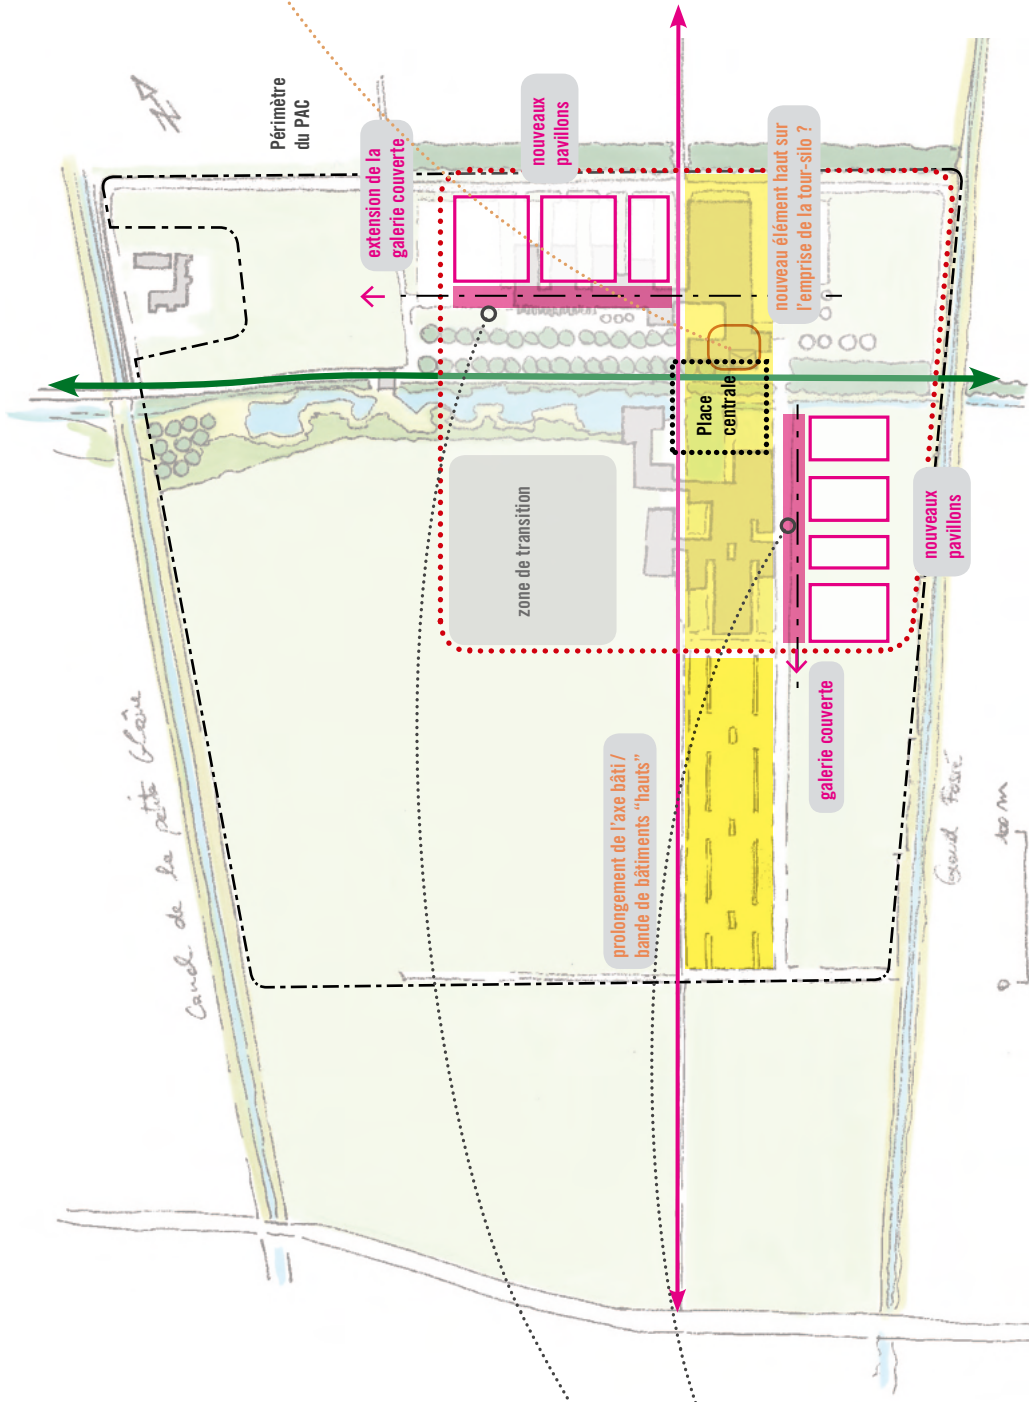 Périmètre
du PAC
extension de la
galerie couverte
nouveaux
pavillons
nouveau élément haut sur
l'emprise de la tour-silo ?
Place
centrale
zone de transition
nouveaux
pavillons
galerie couverte
prolongement de l'axe bâti /
bande de bâtiments "hauts"
Canal de la petite Glâne
Grand Fossé
0 100 m
N